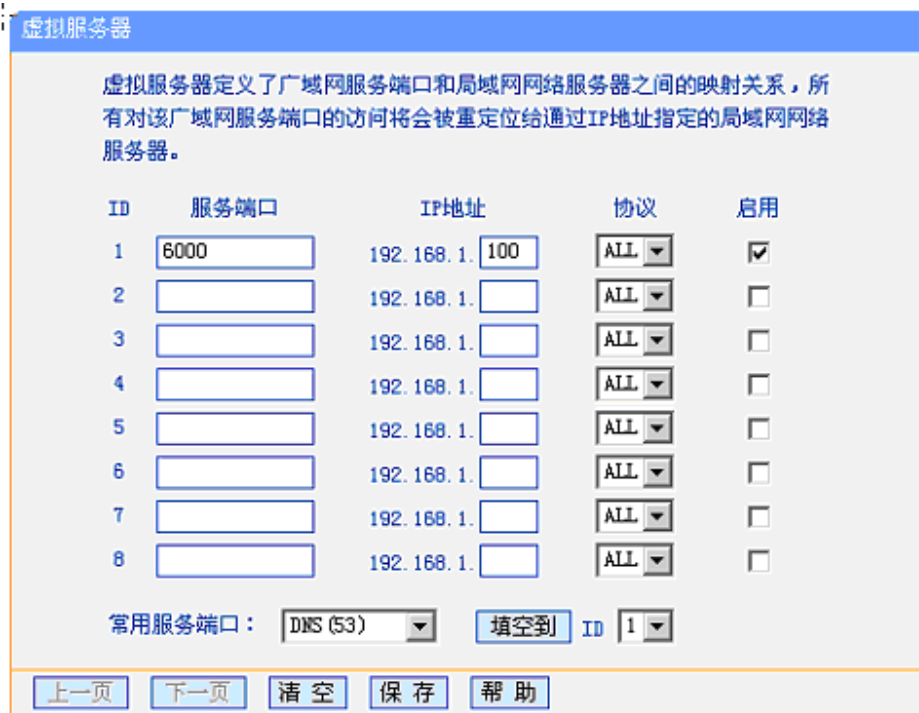 虚拟服务器
虚拟服务器定义了广域网服务端口和局域网网络服务器之间的映射关系，所
有对该广域网服务端口的访问将会被重定位给通过IP地址指定的局域网网络
服务器。
ID 服务端口 IP地址 协议 启用
1 6000 192.168.1. 100 ALL
2 192.168.1. ALL
3 192.168.1. ALL
4 192.168.1. ALL
5 192.168.1. ALL
6 192.168.1. ALL
7 192.168.1. ALL
8 192.168.1. ALL
常用服务端口： DNS(53) 填空到 ID 1
上一页 下一页 清 空 保 存 帮 助